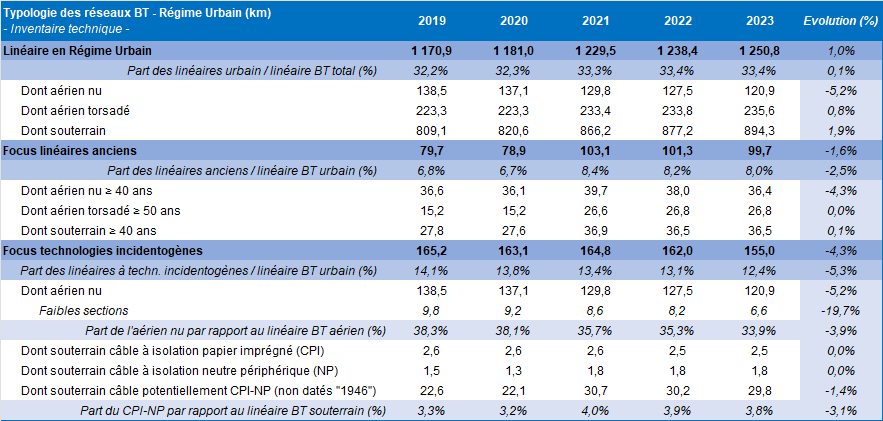 Typologie des réseaux BT - Régime Urbain (km) 2019 2020 2021 2022 2023 Evolution (%)
- Inventaire technique -
Linéaire en Régime Urbain 1 170,9 1 181,0 1 229,5 1 238,4 1 250,8 1,0%
Part des linéaires urbain / linéaire BT total (%) 32,2% 32,3% 33,3% 33,4% 33,4% 0,1%
Dont aérien nu 138,5 137,1 129,8 127,5 120,9 -5,2%
Dont aérien torsadé 223,3 223,3 233,4 233,8 235,6 0,8%
Dont souterrain 809,1 820,6 866,2 877,2 894,3 1,9%
Focus linéaires anciens 79,7 78,9 103,1 101,3 99,7 -1,6%
Part des linéaires anciens / linéaire BT urbain (%) 6,8% 6,7% 8,4% 8,2% 8,0% -2,5%
Dont aérien nu ≥ 40 ans 36,6 36,1 39,7 38,0 36,4 -4,3%
Dont aérien torsadé ≥ 50 ans 15,2 15,2 26,6 26,8 26,8 0,0%
Dont souterrain ≥ 40 ans 27,8 27,6 36,9 36,5 36,5 0,1%
Focus technologies incidentogènes 165,2 163,1 164,8 162,0 155,0 -4,3%
Part des linéaires à techn. incidentogènes / linéaire BT urbain (%) 14,1% 13,8% 13,4% 13,1% 12,4% -5,3%
Dont aérien nu 138,5 137,1 129,8 127,5 120,9 -5,2%
Faibles sections 9,8 9,2 8,6 8,2 6,6 -19,7%
Part de l'aérien nu par rapport au linéaire BT aérien (%) 38,3% 38,1% 35,7% 35,3% 33,9% -3,9%
Dont souterrain câble à isolation papier imprégné (CPI) 2,6 2,6 2,6 2,5 2,5 0,0%
Dont souterrain câble à isolation neutre périphérique (NP) 1,5 1,3 1,8 1,8 1,8 0,0%
Dont souterrain câble potentiellement CPI-NP (non datés "1946") 22,6 22,1 30,7 30,2 29,8 -1,4%
Part du CPI-NP par rapport au linéaire BT souterrain (%) 3,3% 3,2% 4,0% 3,9% 3,8% -3,1%